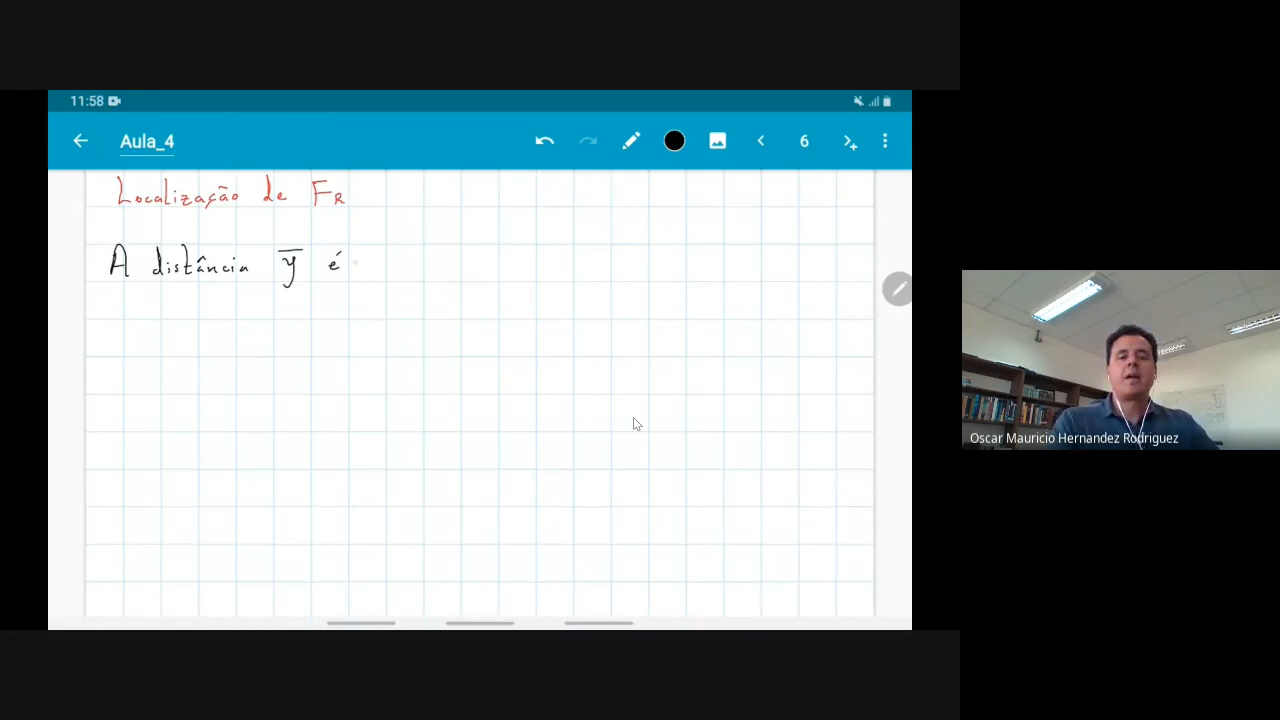 11:58
Aula_4
6
Localização de FR
A distância ȳ é
Oscar Mauricio Hernandez Rodriguez